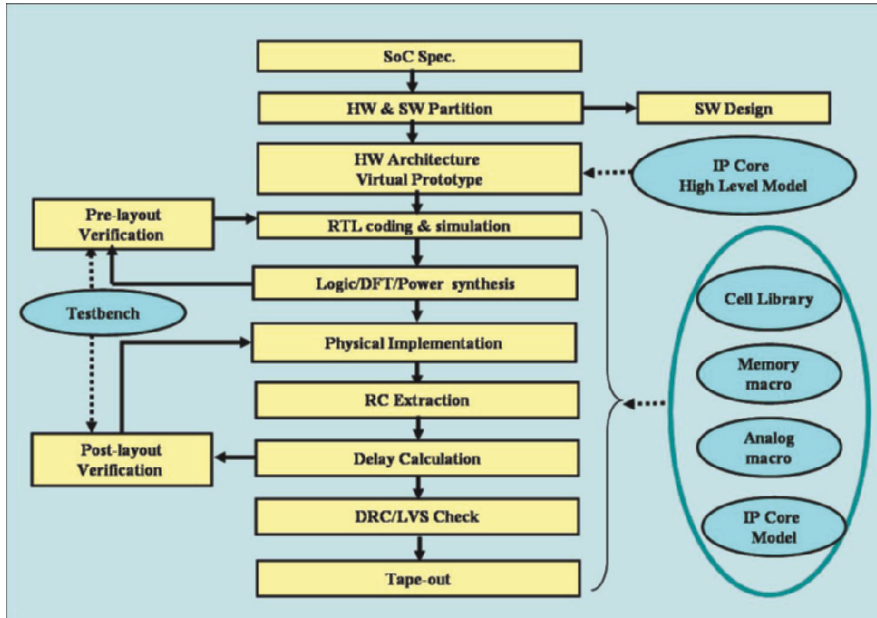 SoC Spec.
HW & SW Partition
SW Design
HW Architecture
Virtual Prototype
IP Core
High Level Model
Pre-layout
Verification
RTL coding & simulation
Logic/DFT/Power synthesis
Testbench
Cell Library
Physical Implementation
Memory
macro
RC Extraction
Analog
macro
Post-layout
Verification
Delay Calculation
DRC/LVS Check
IP Core
Model
Tape-out